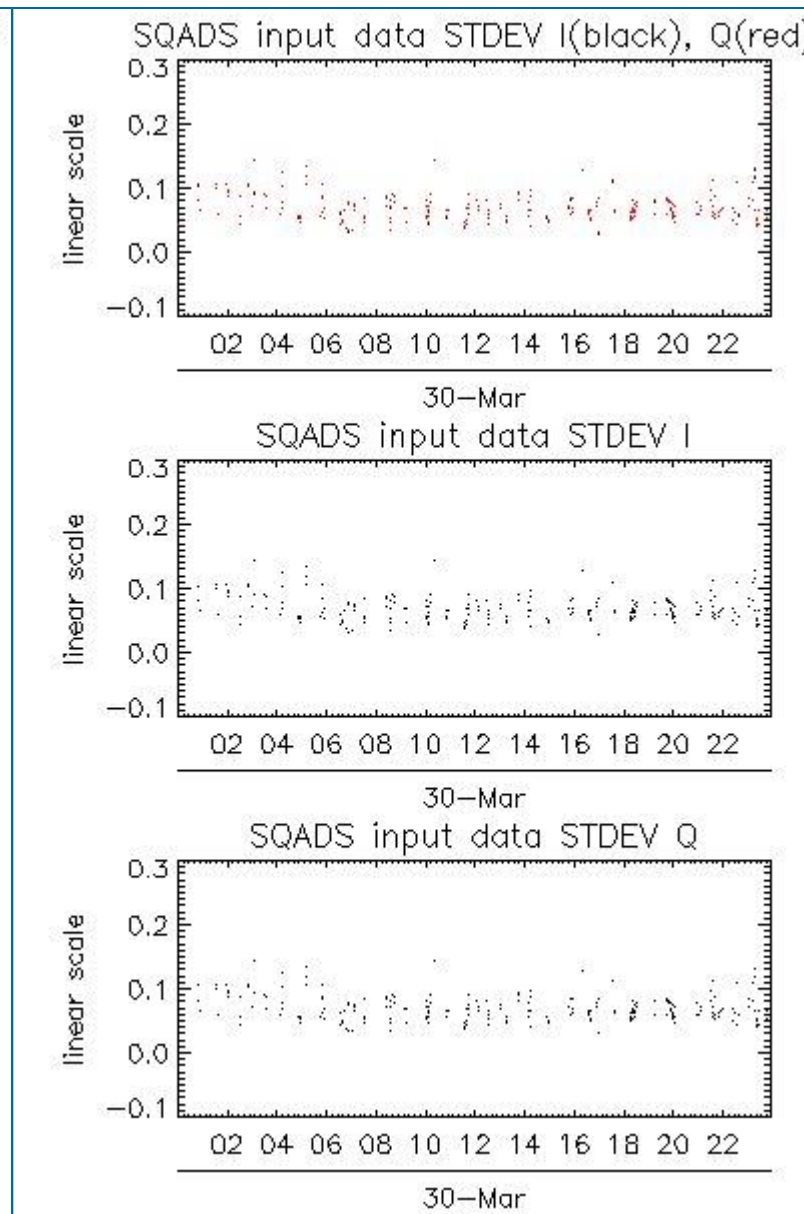 SQADS input data STDEV I(black), Q(red)
0.3
0.2
0.1
0.0
−0.1
linear scale
02 04 06 08 10 12 14 16 18 20 22
30−Mar
SQADS input data STDEV I
0.3
0.2
0.1
0.0
−0.1
linear scale
02 04 06 08 10 12 14 16 18 20 22
30−Mar
SQADS input data STDEV Q
0.3
0.2
0.1
0.0
−0.1
linear scale
02 04 06 08 10 12 14 16 18 20 22
30−Mar